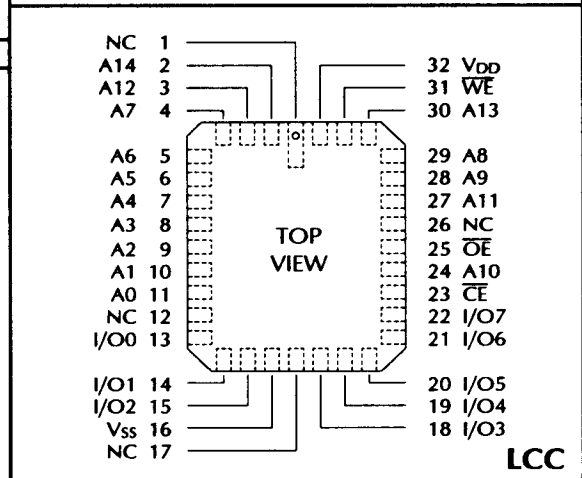 NC 1
A14 2
A12 3
A7 4
A6 5
A5 6
A4 7
A3 8
A2 9
A1 10
A0 11
NC 12
I/O0 13
I/O1 14
I/O2 15
Vss 16
NC 17
TOP
VIEW
32 VDD
31 W̅E̅
30 A13
29 A8
28 A9
27 A11
26 NC
25 O̅E̅
24 A10
23 C̅E̅
22 I/O7
21 I/O6
20 I/O5
19 I/O4
18 I/O3
LCC